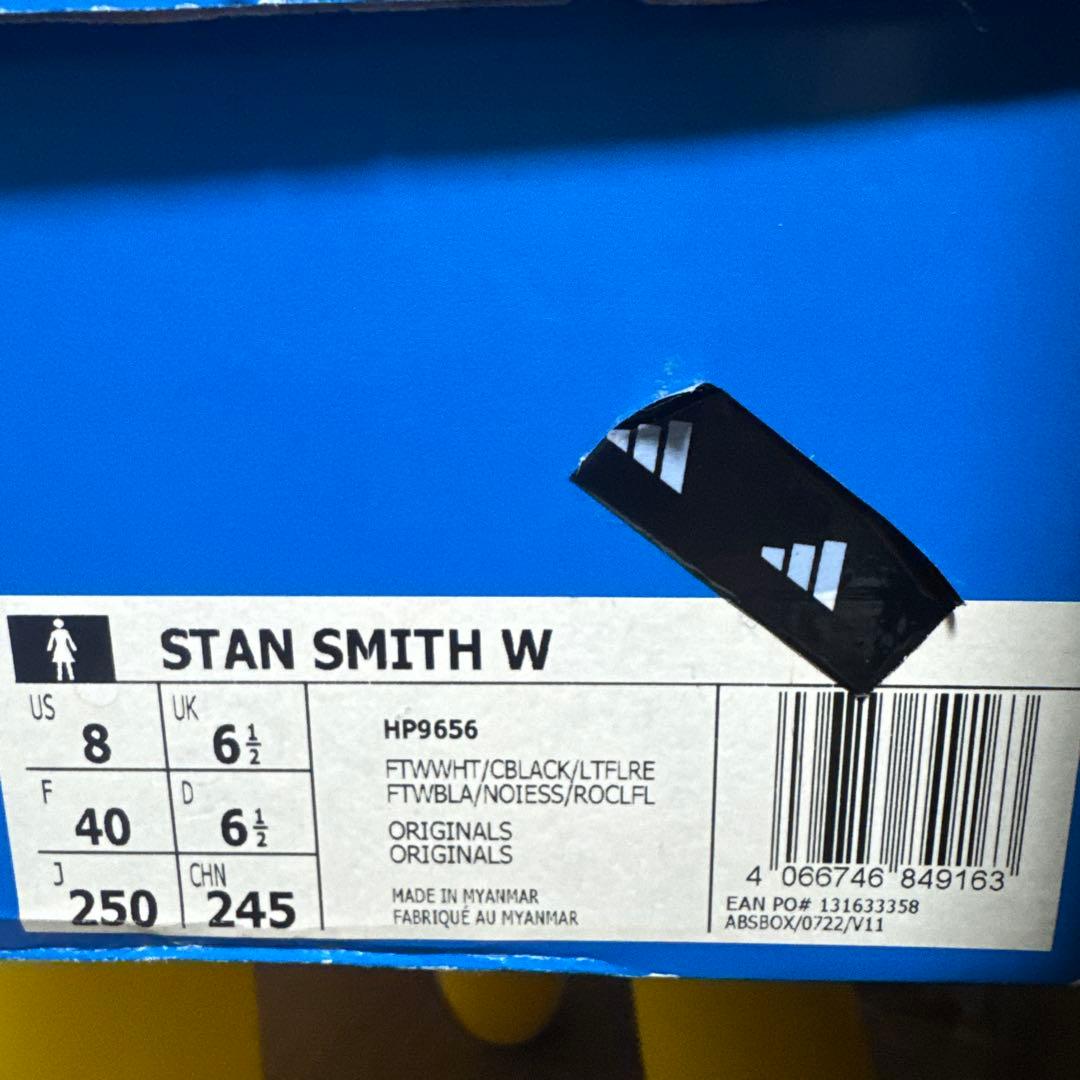 STAN SMITH W
US 8
UK 6½
F 40
D 6½
J 250
CHN 245
HP9656
FTWWHT/CBLACK/LTFLRE
FTWBLA/NOIESS/ROCLFL
ORIGINALS
ORIGINALS
MADE IN MYANMAR
FABRIQUÉ AU MYANMAR
4 066746 849163
EAN PO# 131633358
ABSBOX/0722/V11